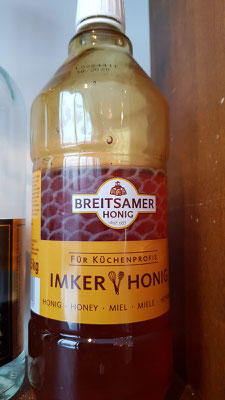 BREITSAMER
HONIG
FÜR KÜCHENPROFIS
IMKER HONIG
HONIG · HONEY · MIEL · MIELE